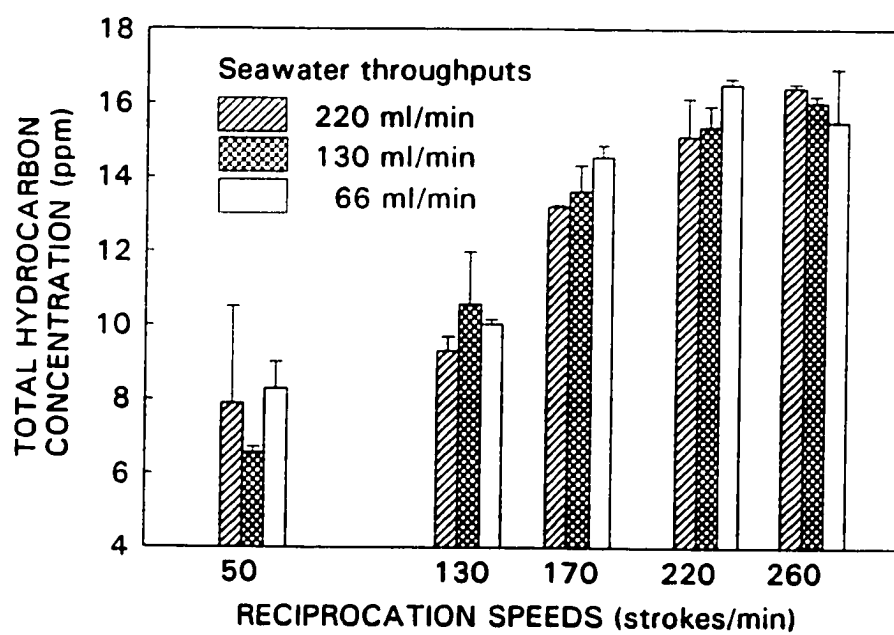 TOTAL HYDROCARBON
CONCENTRATION (ppm)
18
16
14
12
10
8
6
4
Seawater throughputs
220 ml/min
130 ml/min
66 ml/min
50 130 170 220 260
RECIPROCATION SPEEDS (strokes/min)